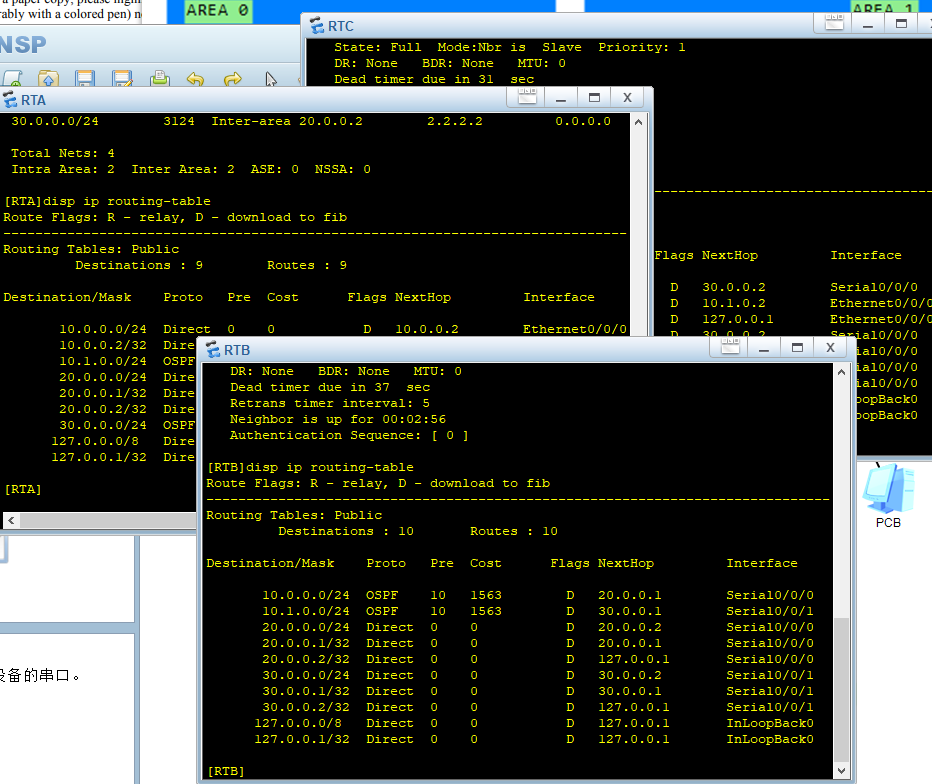 a paper copy, please
rably with a colored pen) n
AREA 0
AREA 1
NSP
RTC
State: Full  Mode:Nbr is  Slave  Priority: 1
DR: None   BDR: None   MTU: 0
Dead timer due in 31  sec
Flags NextHop         Interface
D   30.0.0.2        Serial0/0/0
D   10.1.0.2        Ethernet0/0/
D   127.0.0.1       Ethernet0/0/
D   30.0.0.2        Serial0/0/0
ial0/0/0
ial0/0/0
ial0/0/0
oopBack0
oopBack0
RTA
30.0.0.0/24        3124  Inter-area 20.0.0.2        2.2.2.2         0.0.0.0
Total Nets: 4
Intra Area: 2  Inter Area: 2  ASE: 0  NSSA: 0
[RTA]disp ip routing-table
Route Flags: R - relay, D - download to fib
------------------------------------------------------------------------------
Routing Tables: Public
Destinations : 9        Routes : 9
Destination/Mask    Proto   Pre  Cost      Flags NextHop         Interface
10.0.0.0/24  Direct  0    0           D   10.0.0.2        Ethernet0/0/0
10.0.0.2/32  Dire
10.1.0.0/24  OSPF
20.0.0.0/24  Dire
20.0.0.1/32  Dire
20.0.0.2/32  Dire
30.0.0.0/24  OSPF
127.0.0.0/8   Dire
127.0.0.1/32  Dire
[RTA]
RTB
DR: None   BDR: None   MTU: 0
Dead timer due in 37  sec
Retrans timer interval: 5
Neighbor is up for 00:02:56
Authentication Sequence: [ 0 ]
[RTB]disp ip routing-table
Route Flags: R - relay, D - download to fib
------------------------------------------------------------------------------
Routing Tables: Public
Destinations : 10       Routes : 10
Destination/Mask    Proto   Pre  Cost      Flags NextHop         Interface
10.0.0.0/24  OSPF    10   1563        D   20.0.0.1        Serial0/0/0
10.1.0.0/24  OSPF    10   1563        D   30.0.0.1        Serial0/0/1
20.0.0.0/24  Direct  0    0           D   20.0.0.2        Serial0/0/0
20.0.0.1/32  Direct  0    0           D   20.0.0.1        Serial0/0/0
20.0.0.2/32  Direct  0    0           D   127.0.0.1       Serial0/0/0
30.0.0.0/24  Direct  0    0           D   30.0.0.2        Serial0/0/1
30.0.0.1/32  Direct  0    0           D   30.0.0.1        Serial0/0/1
30.0.0.2/32  Direct  0    0           D   127.0.0.1       Serial0/0/1
127.0.0.0/8   Direct  0    0           D   127.0.0.1       InLoopBack0
127.0.0.1/32  Direct  0    0           D   127.0.0.1       InLoopBack0
[RTB]
PCB
设备的串口。